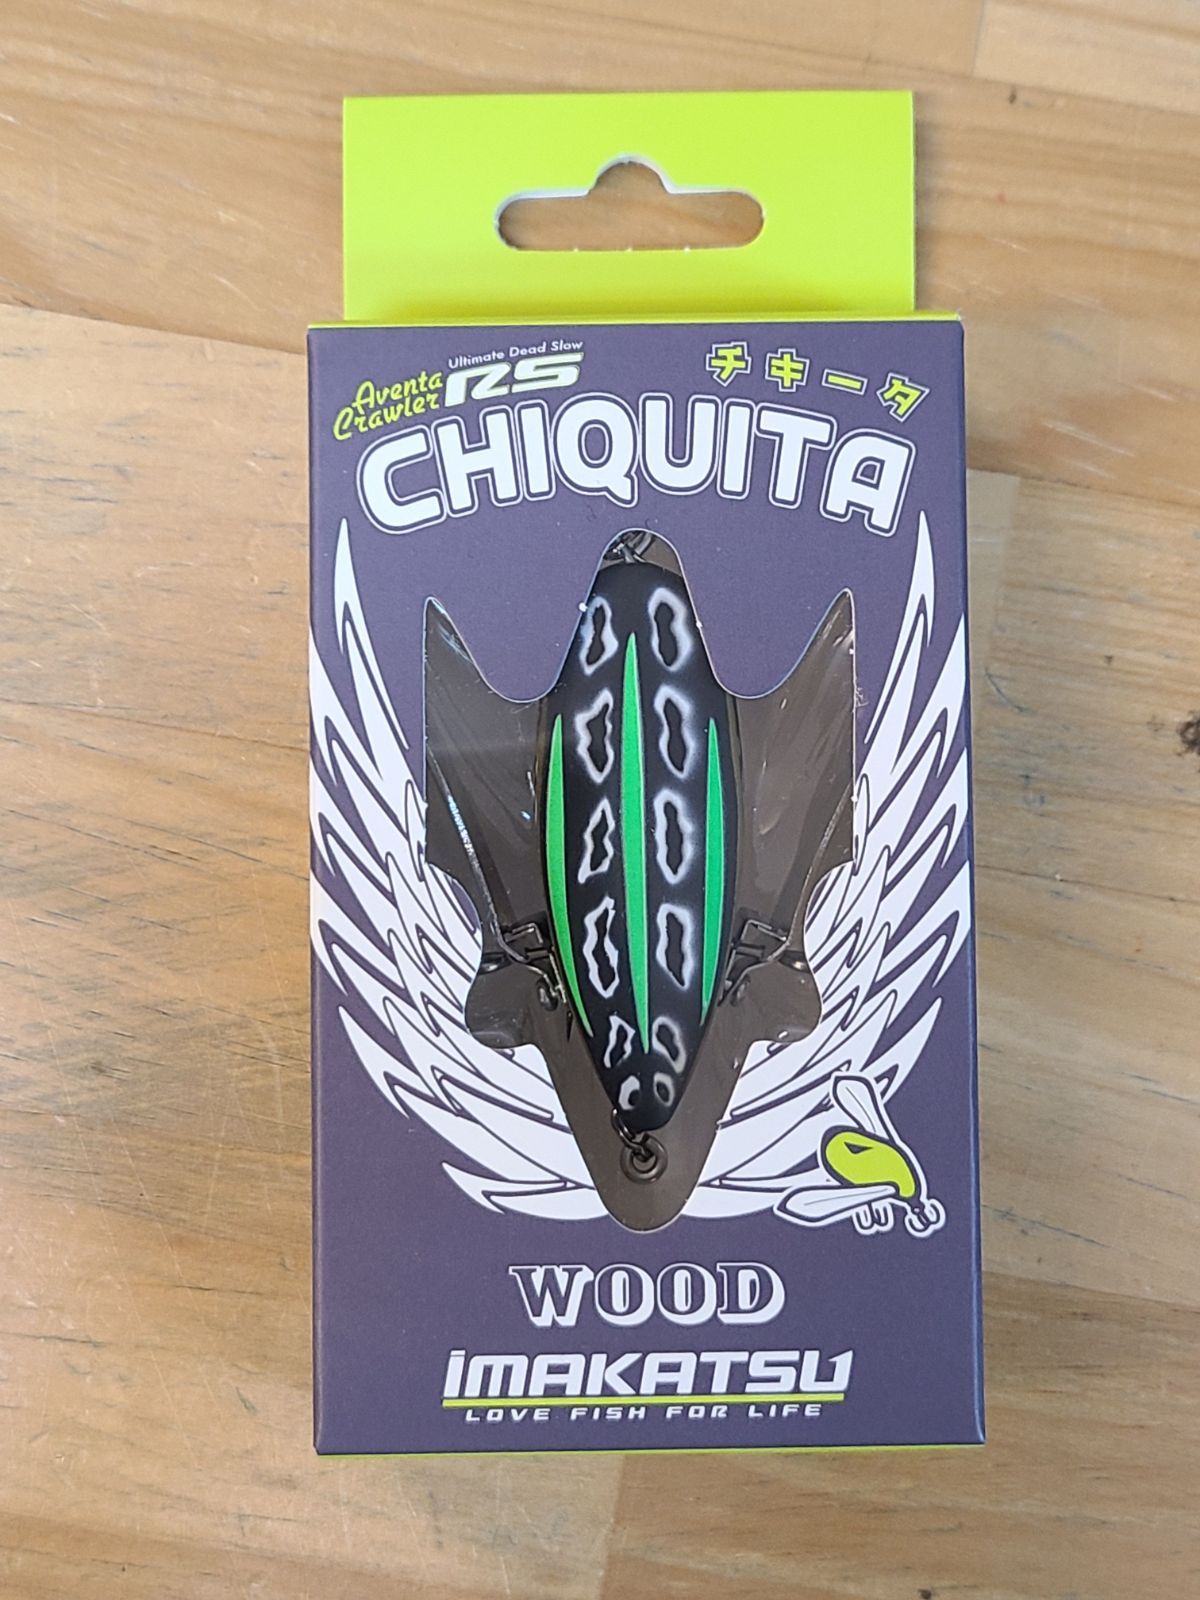 Ultimate Dead Slow
Aventa
Crawler RS
チキータ
CHIQUITA
WOOD
imakatsu
LOVE FISH FOR LIFE